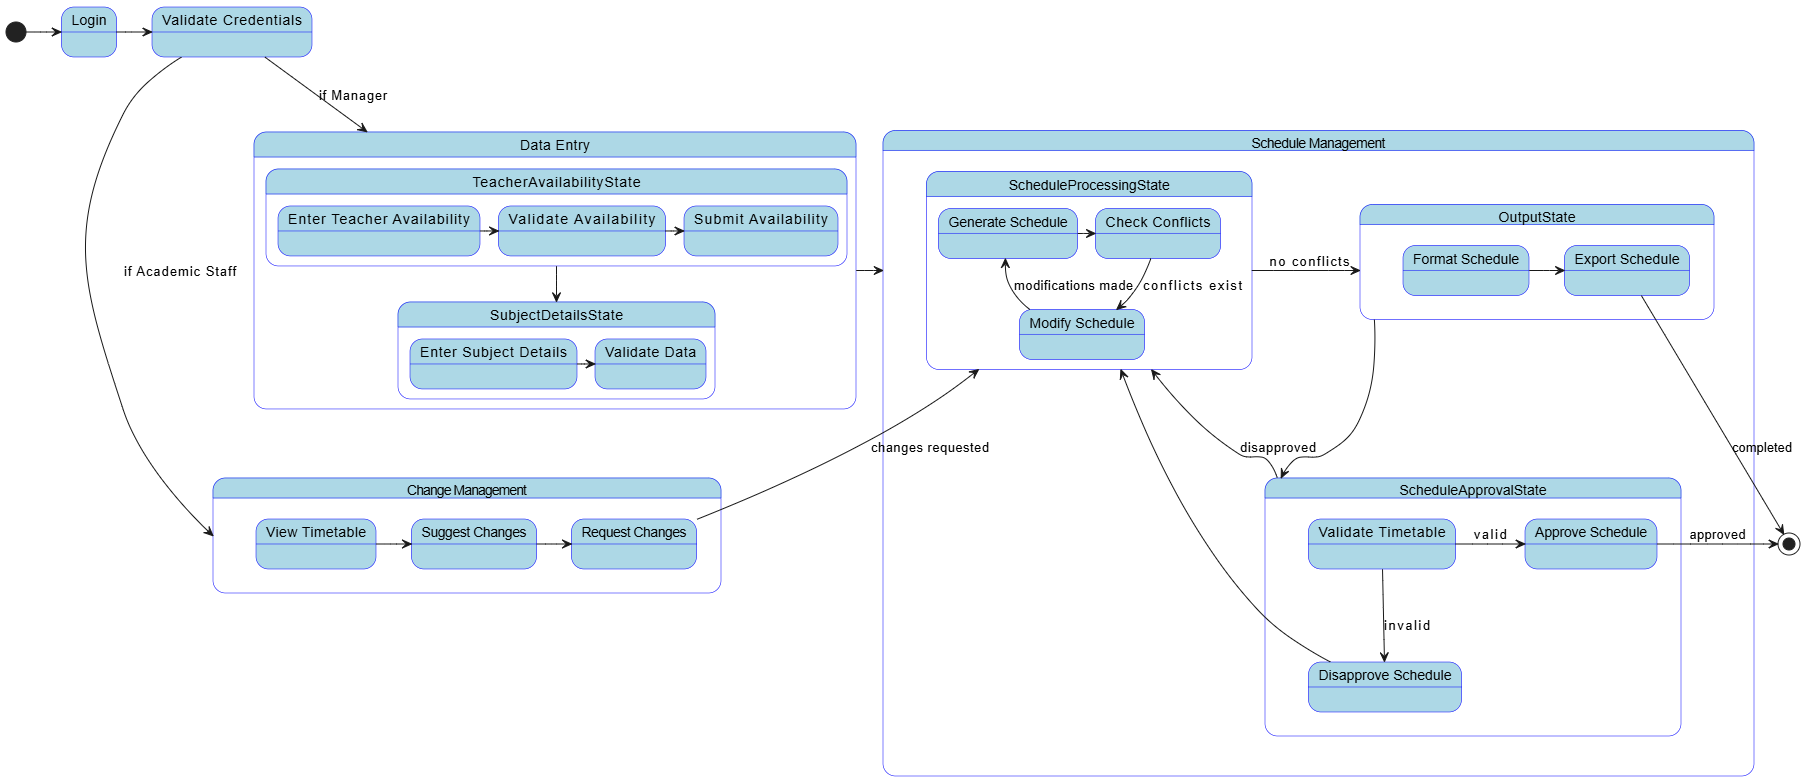 Login
Validate Credentials
if Manager
if Academic Staff
Data Entry
TeacherAvailabilityState
Enter Teacher Availability
Validate Availability
Submit Availability
SubjectDetailsState
Enter Subject Details
Validate Data
Schedule Management
ScheduleProcessingState
Generate Schedule
Check Conflicts
modifications made
conflicts exist
Modify Schedule
no conflicts
OutputState
Format Schedule
Export Schedule
changes requested
disapproved
completed
Change Management
View Timetable
Suggest Changes
Request Changes
ScheduleApprovalState
Validate Timetable
valid
Approve Schedule
approved
invalid
Disapprove Schedule